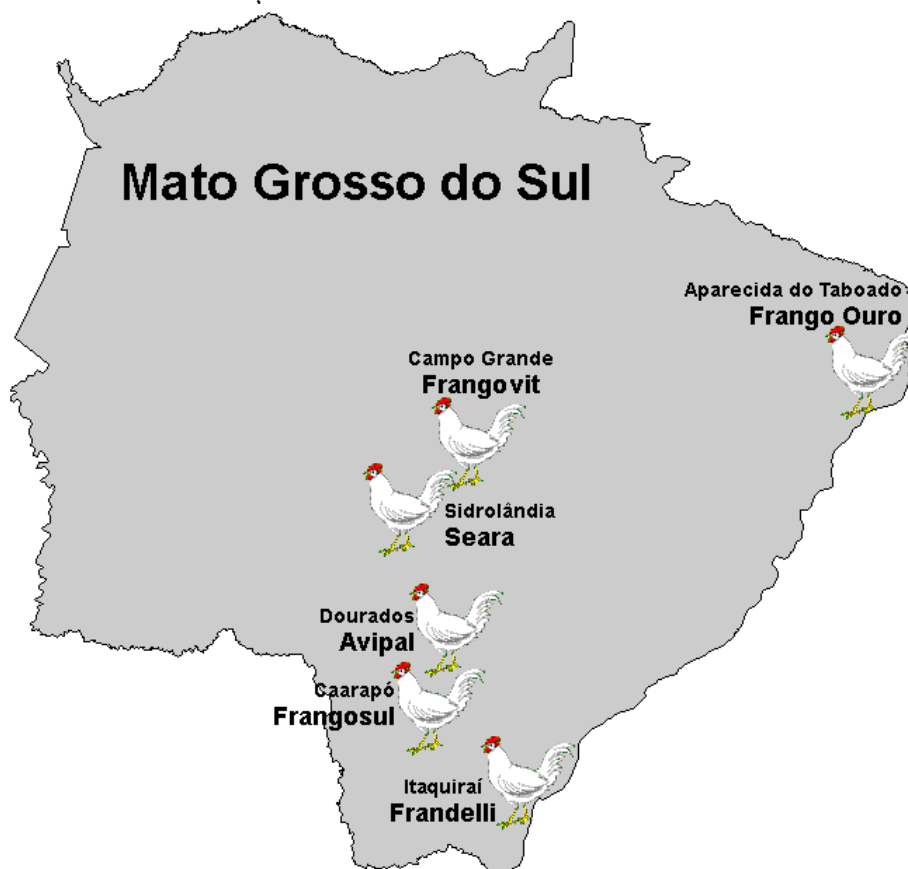 Mato Grosso do Sul
Aparecida do Taboado
Frango Ouro
Campo Grande
Frangovit
Sidrolândia
Seara
Dourados
Avipal
Caarapó
Frangosul
Itaquiraí
Frandelli